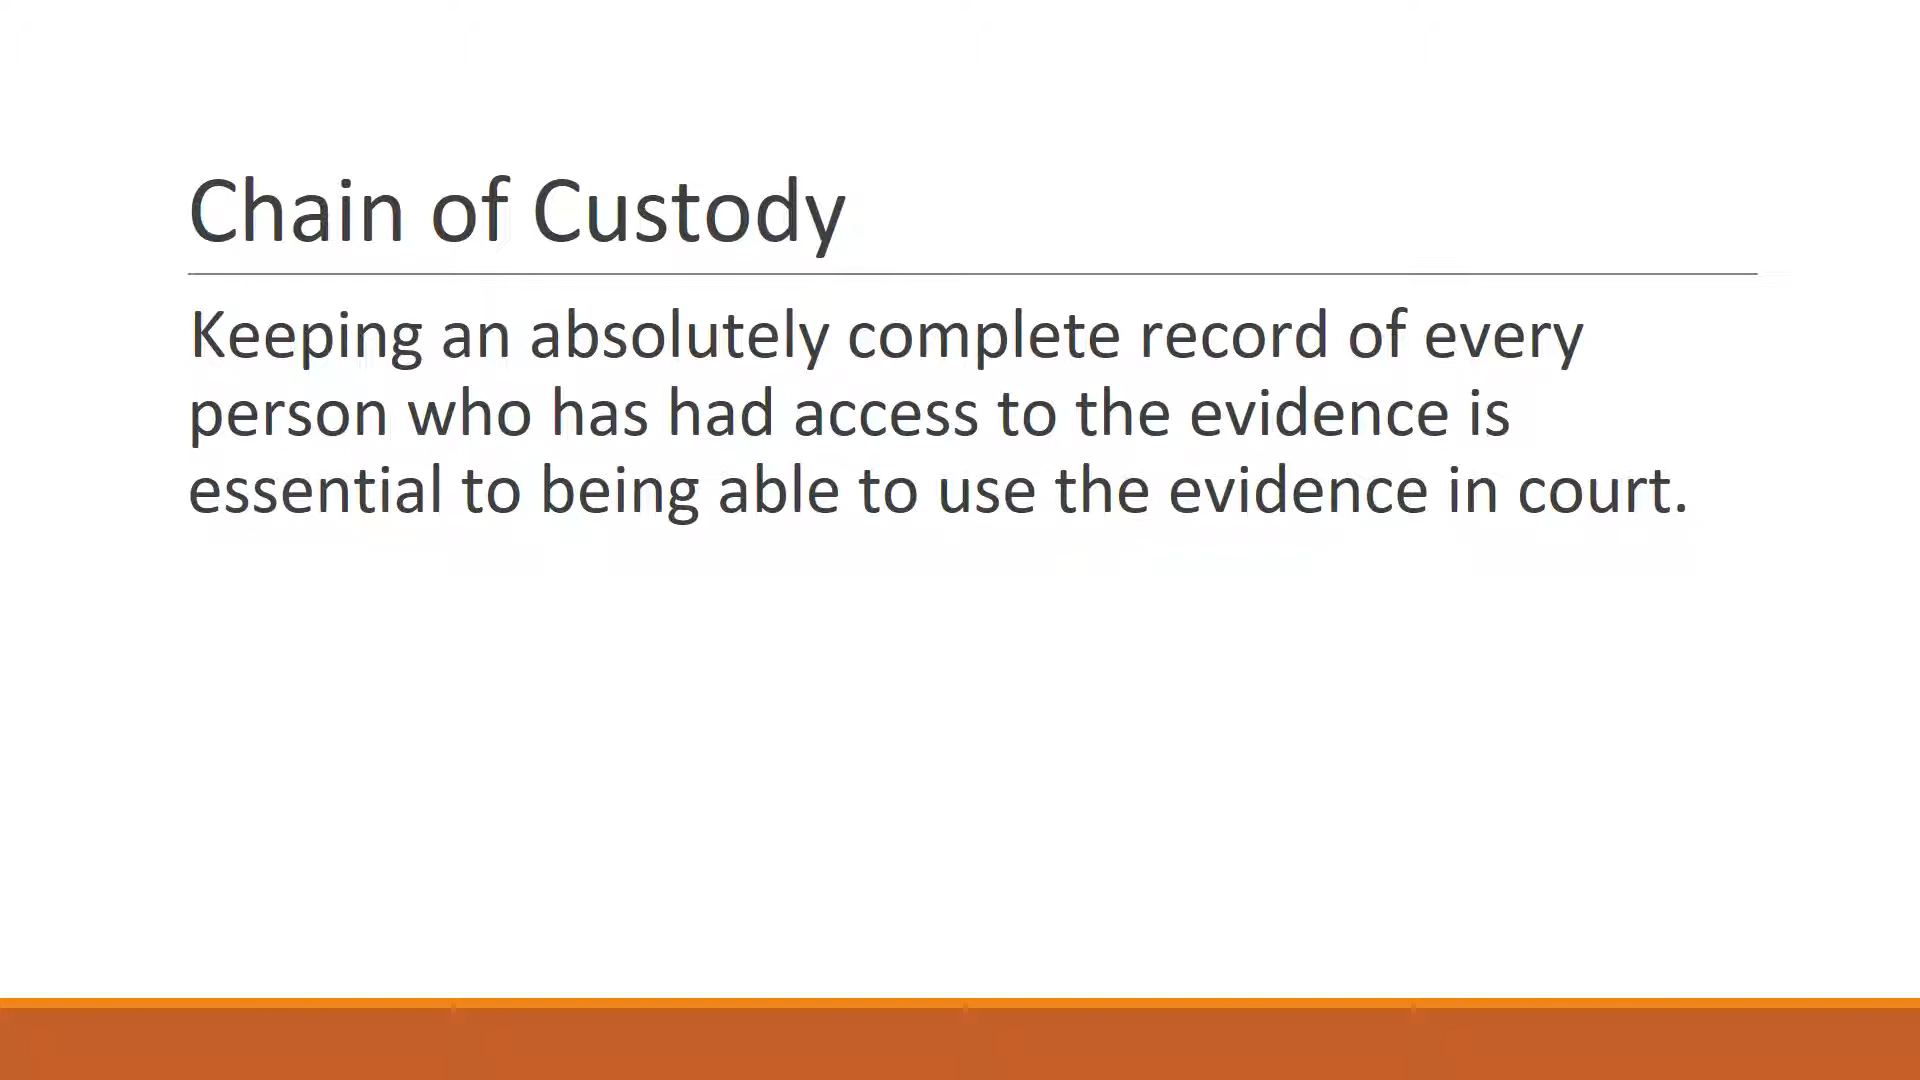 Chain of Custody
Keeping an absolutely complete record of every
person who has had access to the evidence is
essential to being able to use the evidence in court.